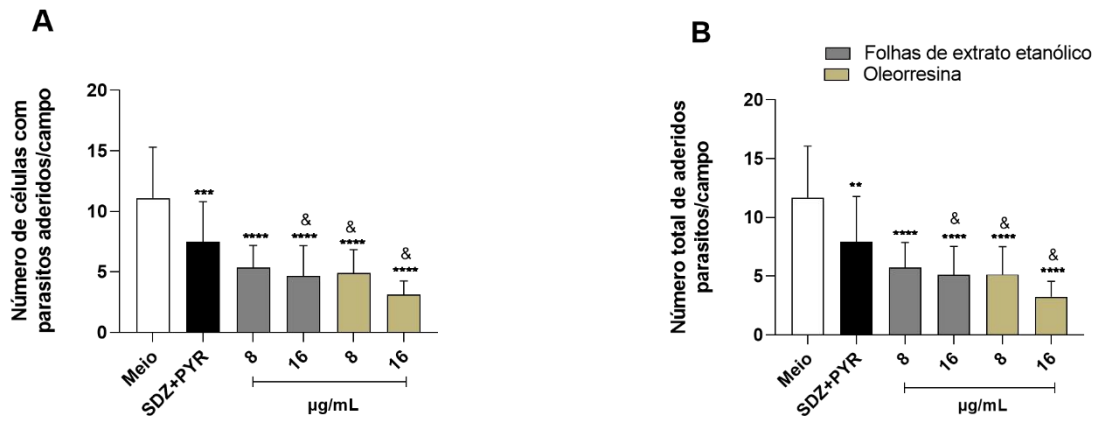 A
Número de células com
parasitos aderidos/campo
20
15
10
5
0
***
****
&
****
&
****
&
****
Meio
SDZ+PYR
8
16
8
16
µg/mL
B
Folhas de extrato etanólico
Oleorresina
Número total de aderidos
parasitos/campo
20
15
10
5
0
**
****
&
****
&
****
&
****
Meio
SDZ+PYR
8
16
8
16
µg/mL